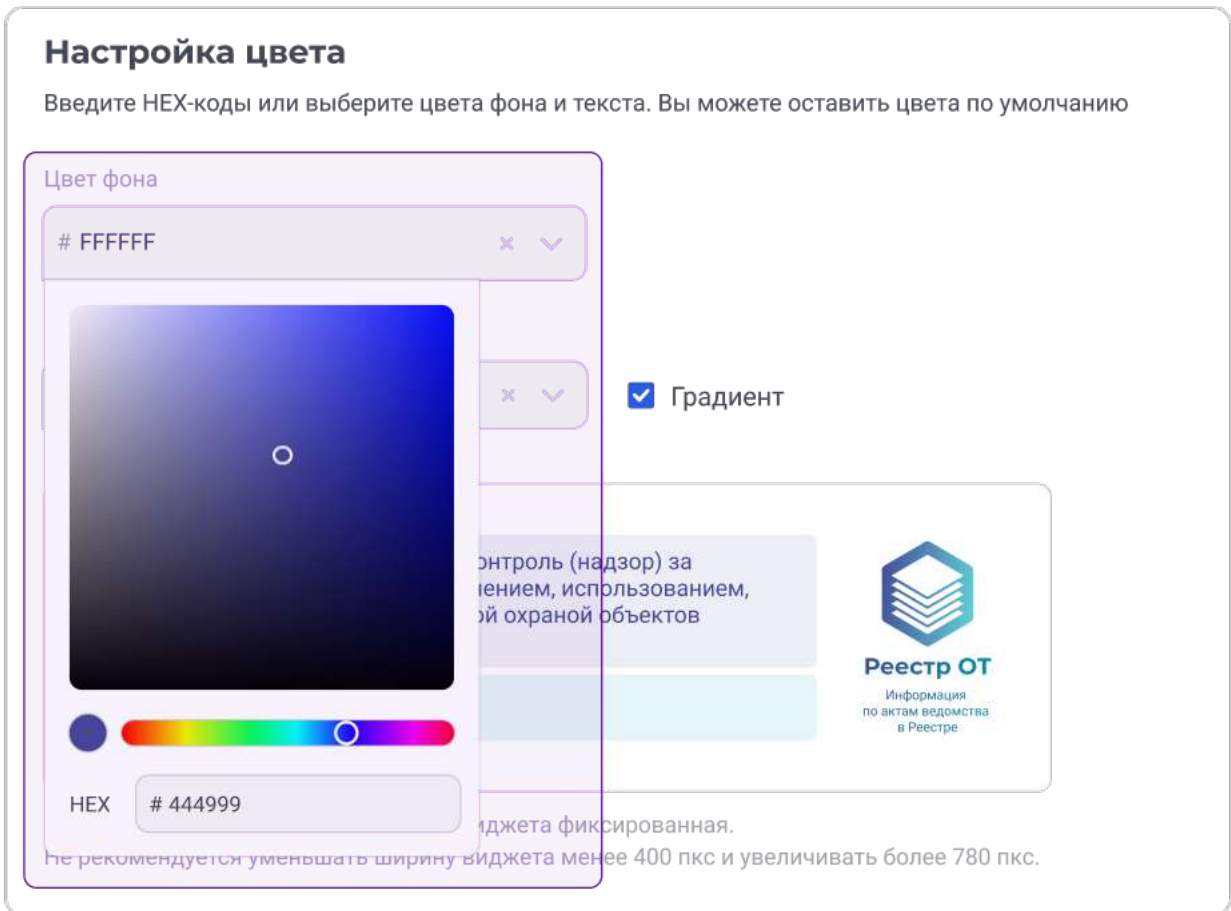 Настройка цвета
Введите HEX-коды или выберите цвета фона и текста. Вы можете оставить цвета по умолчанию
Цвет фона
# FFFFFF
Градиент
онтроль (надзор) за
нением, использованием,
ой охраной объектов
Реестр ОТ
Информация
по актам ведомства
в Реестре
HEX # 444999
иджета фиксированная.
Не рекомендуется уменьшать ширину виджета менее 400 пкс и увеличивать более 780 пкс.